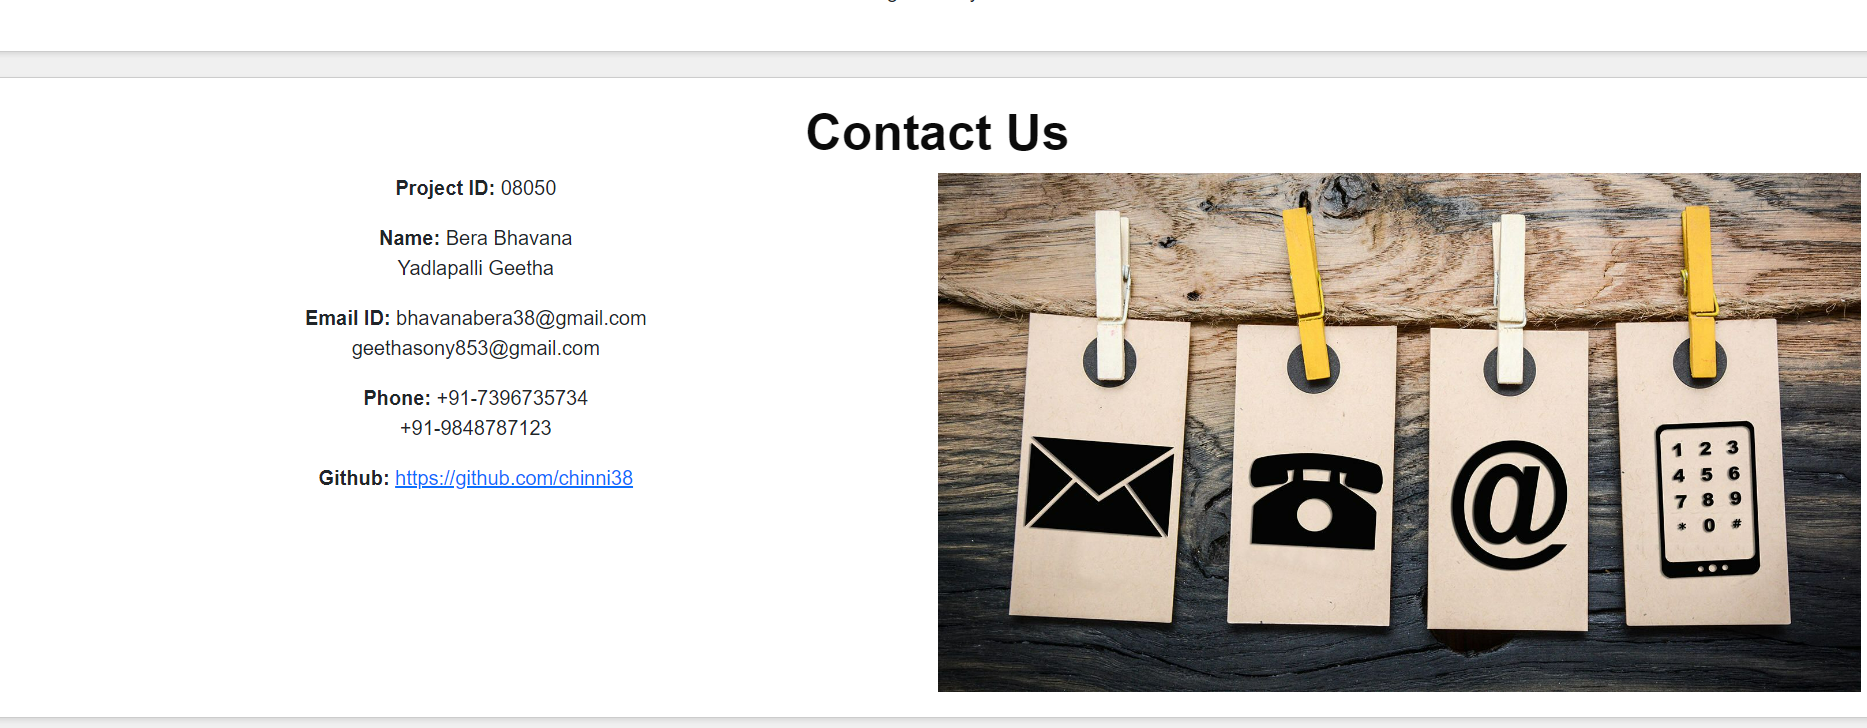 Contact Us
Project ID: 08050
Name: Bera Bhavana
Yadlapalli Geetha
Email ID: bhavanabera38@gmail.com
geethasony853@gmail.com
Phone: +91-7396735734
+91-9848787123
Github: https://github.com/chinni38
@
1 2 3
4 5 6
7 8 9
* 0 #